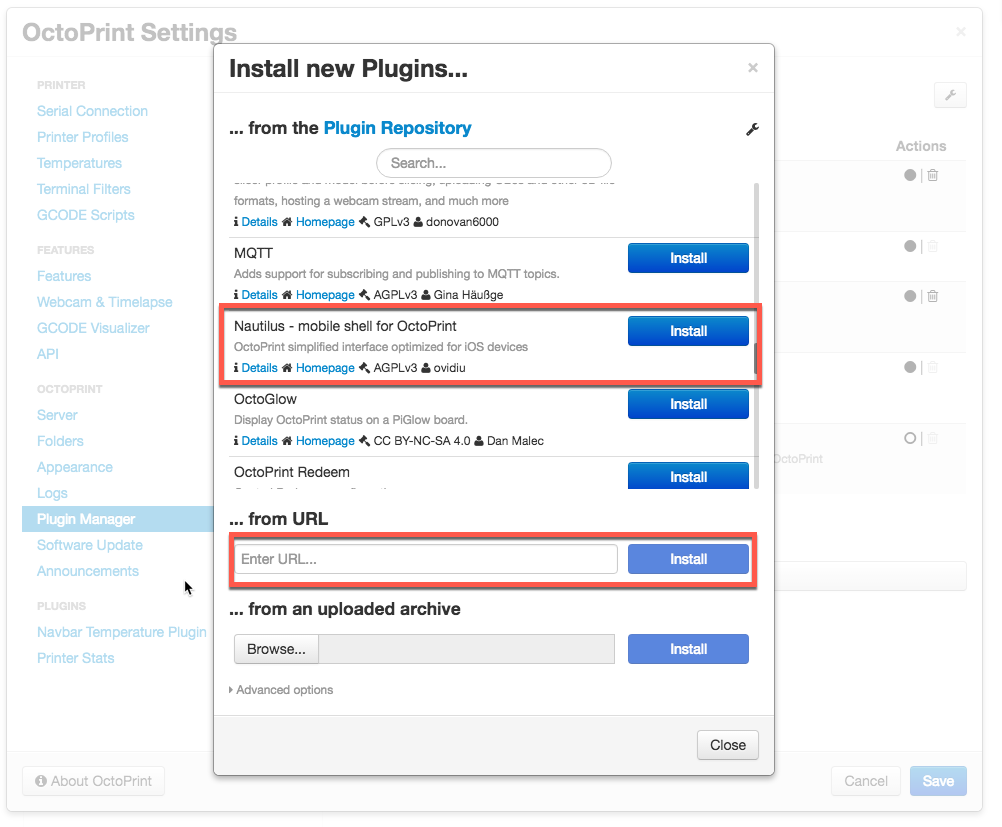 OctoPrint Settings
PRINTER
Serial Connection
Printer Profiles
Temperatures
Terminal Filters
GCODE Scripts
FEATURES
Features
Webcam & Timelapse
GCODE Visualizer
API
OCTOPRINT
Server
Folders
Appearance
Logs
Plugin Manager
Software Update
Announcements
PLUGINS
Navbar Temperature Plugin
Printer Stats
About OctoPrint
Install new Plugins...
×
... from the Plugin Repository
Search...
formats, hosting a webcam stream, and much more
Details Homepage GPLv3 donovan6000
MQTT
Install
Adds support for subscribing and publishing to MQTT topics.
Details Homepage AGPLv3 Gina Häußge
Nautilus - mobile shell for OctoPrint
Install
OctoPrint simplified interface optimized for iOS devices
Details Homepage AGPLv3 ovidiu
OctoGlow
Install
Display OctoPrint status on a PiGlow board.
Details Homepage CC BY-NC-SA 4.0 Dan Malec
OctoPrint Redeem
Install
... from URL
Enter URL...
Install
... from an uploaded archive
Browse...
Install
Advanced options
Close
×
Actions
|
|
|
|
|
OctoPrint
Cancel
Save